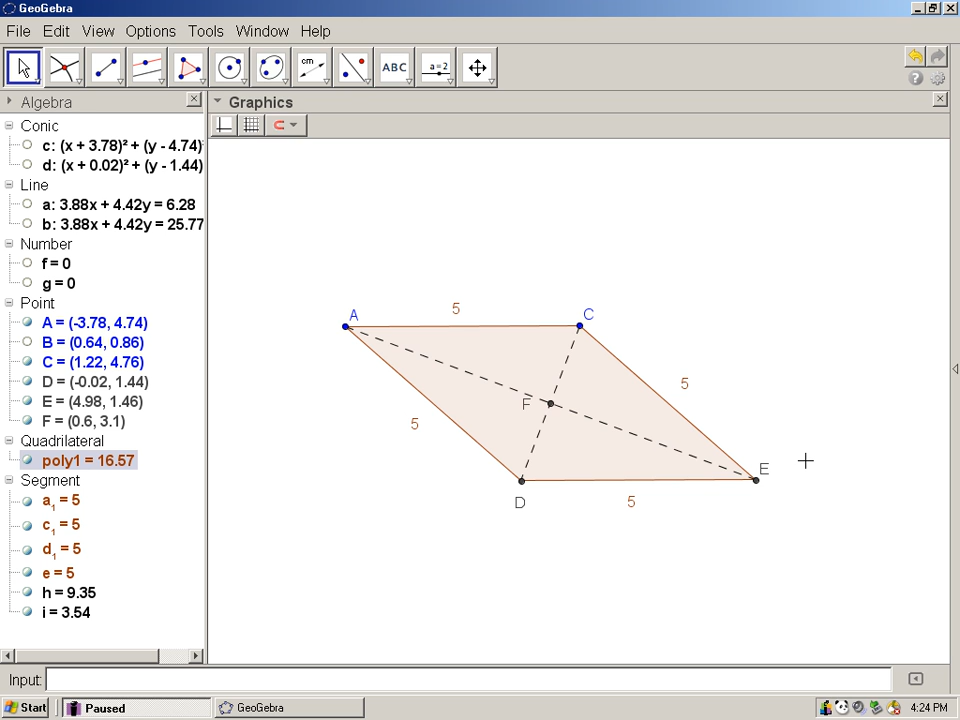 GeoGebra
File Edit View Options Tools Window Help
cm
ABC
a=2
Algebra
Graphics
Conic
c: (x + 3.78)² + (y - 4.74)
d: (x + 0.02)² + (y - 1.44)
Line
a: 3.88x + 4.42y = 6.28
b: 3.88x + 4.42y = 25.77
Number
f = 0
g = 0
Point
A = (-3.78, 4.74)
B = (0.64, 0.86)
C = (1.22, 4.76)
D = (-0.02, 1.44)
E = (4.98, 1.46)
F = (0.6, 3.1)
Quadrilateral
poly1 = 16.57
Segment
a₁ = 5
c₁ = 5
d₁ = 5
e = 5
h = 9.35
i = 3.54
A
5
C
5
F
5
E
D
5
Input:
Start
Paused
GeoGebra
4:24 PM